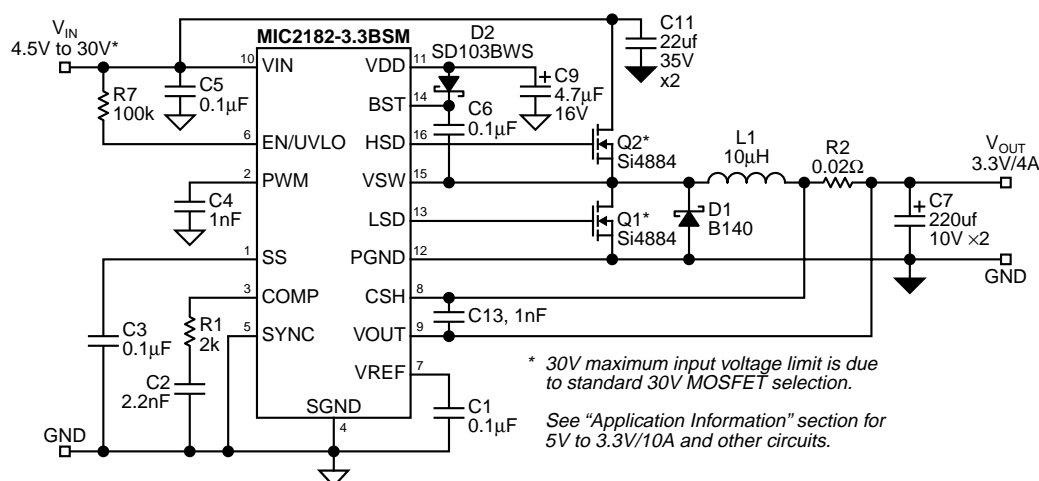 VIN
4.5V to 30V*
MIC2182-3.3BSM
D2
SD103BWS
C11
22uf
35V
x2
10
VIN
VDD
11
C5
0.1µF
R7
100k
BST
14
C6
0.1µF
+
C9
4.7µF
16V
6
EN/UVLO
HSD
16
Q2*
Si4884
L1
10µH
R2
0.02Ω
VOUT
3.3V/4A
2
PWM
VSW
15
C4
1nF
LSD
13
Q1*
Si4884
D1
B140
+
C7
220uf
10V ×2
1
SS
PGND
12
GND
3
COMP
CSH
8
C13, 1nF
C3
0.1µF
R1
2k
5
SYNC
VOUT
9
* 30V maximum input voltage limit is due
to standard 30V MOSFET selection.
VREF
7
C2
2.2nF
SGND
4
C1
0.1µF
See “Application Information” section for
5V to 3.3V/10A and other circuits.
GND